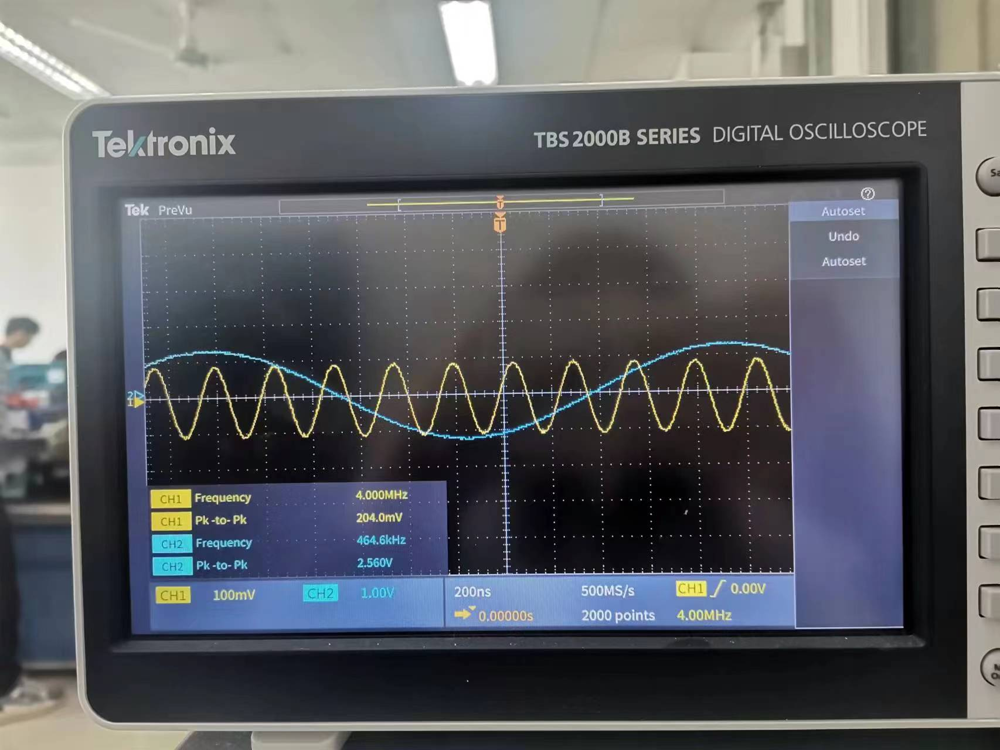 Tektronix
TBS 2000B SERIES DIGITAL OSCILLOSCOPE
Tek PreVu
T
T
?
Autoset
Undo
Autoset
2
1
CH1 Frequency 4.000MHz
CH1 Pk-to-Pk 204.0mV
CH2 Frequency 464.6kHz
CH2 Pk-to-Pk 2.560V
CH1 100mV CH2 1.00V
200ns 500MS/s CH1 0.00V
0.00000s 2000 points 4.00MHz